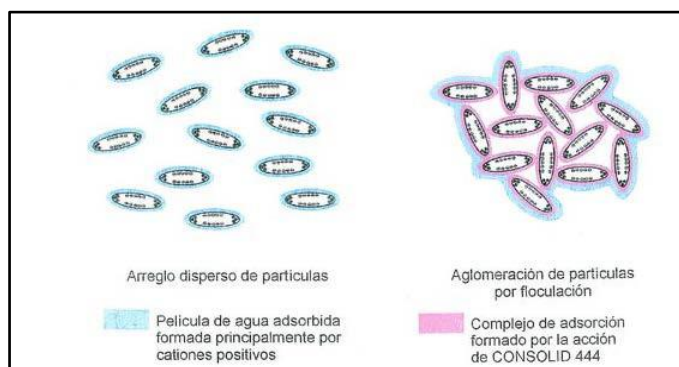 Arreglo disperso de particulas
Pelicula de agua adsorbida
formada principalmente por
cationes positivos
Aglomeración de particulas
por floculación
Complejo de adsorción
formado por la acción
de CONSOLID 444